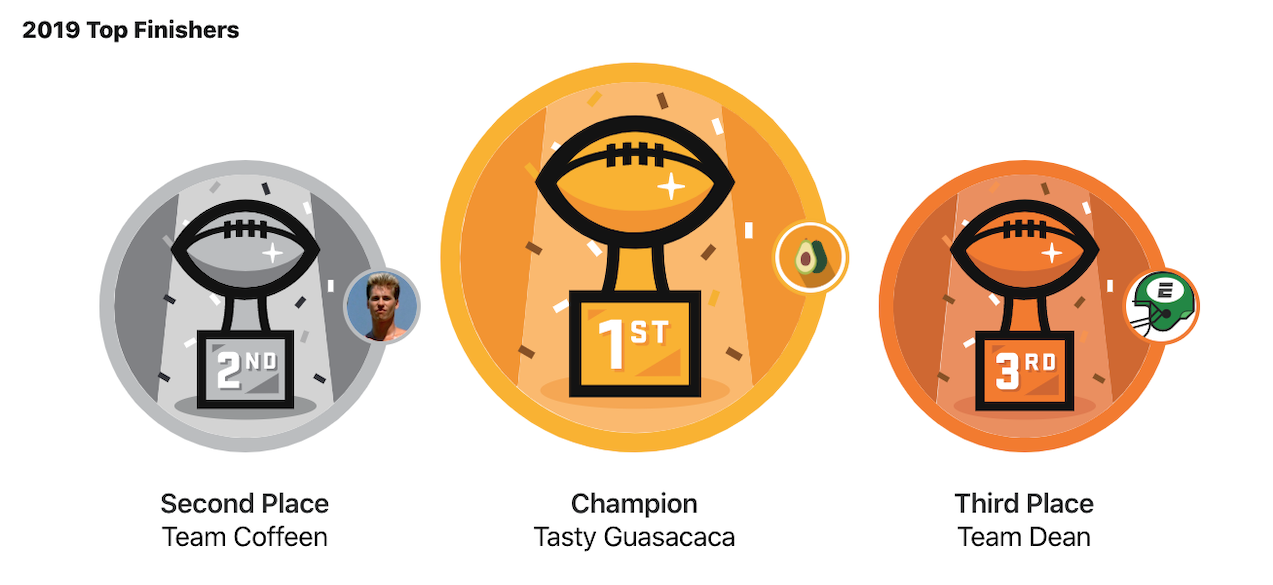 2019 Top Finishers
2ND
1ST
3RD
E
Second Place
Team Coffeen
Champion
Tasty Guasacaca
Third Place
Team Dean